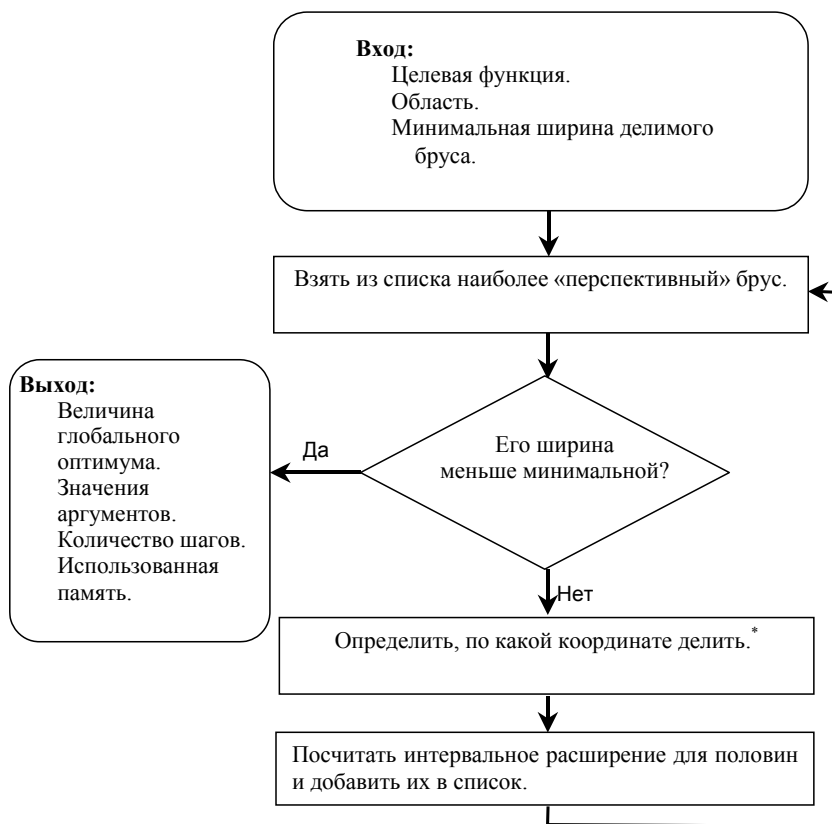 Вход:
Целевая функция.
Область.
Минимальная ширина делимого
бруса.
Взять из списка наиболее «перспективный» брус.
Выход:
Величина
глобального
оптимума.
Значения
аргументов.
Количество шагов.
Использованная
память.
Да
Его ширина
меньше минимальной?
Нет
Определить, по какой координате делить.*
Посчитать интервальное расширение для половин
и добавить их в список.